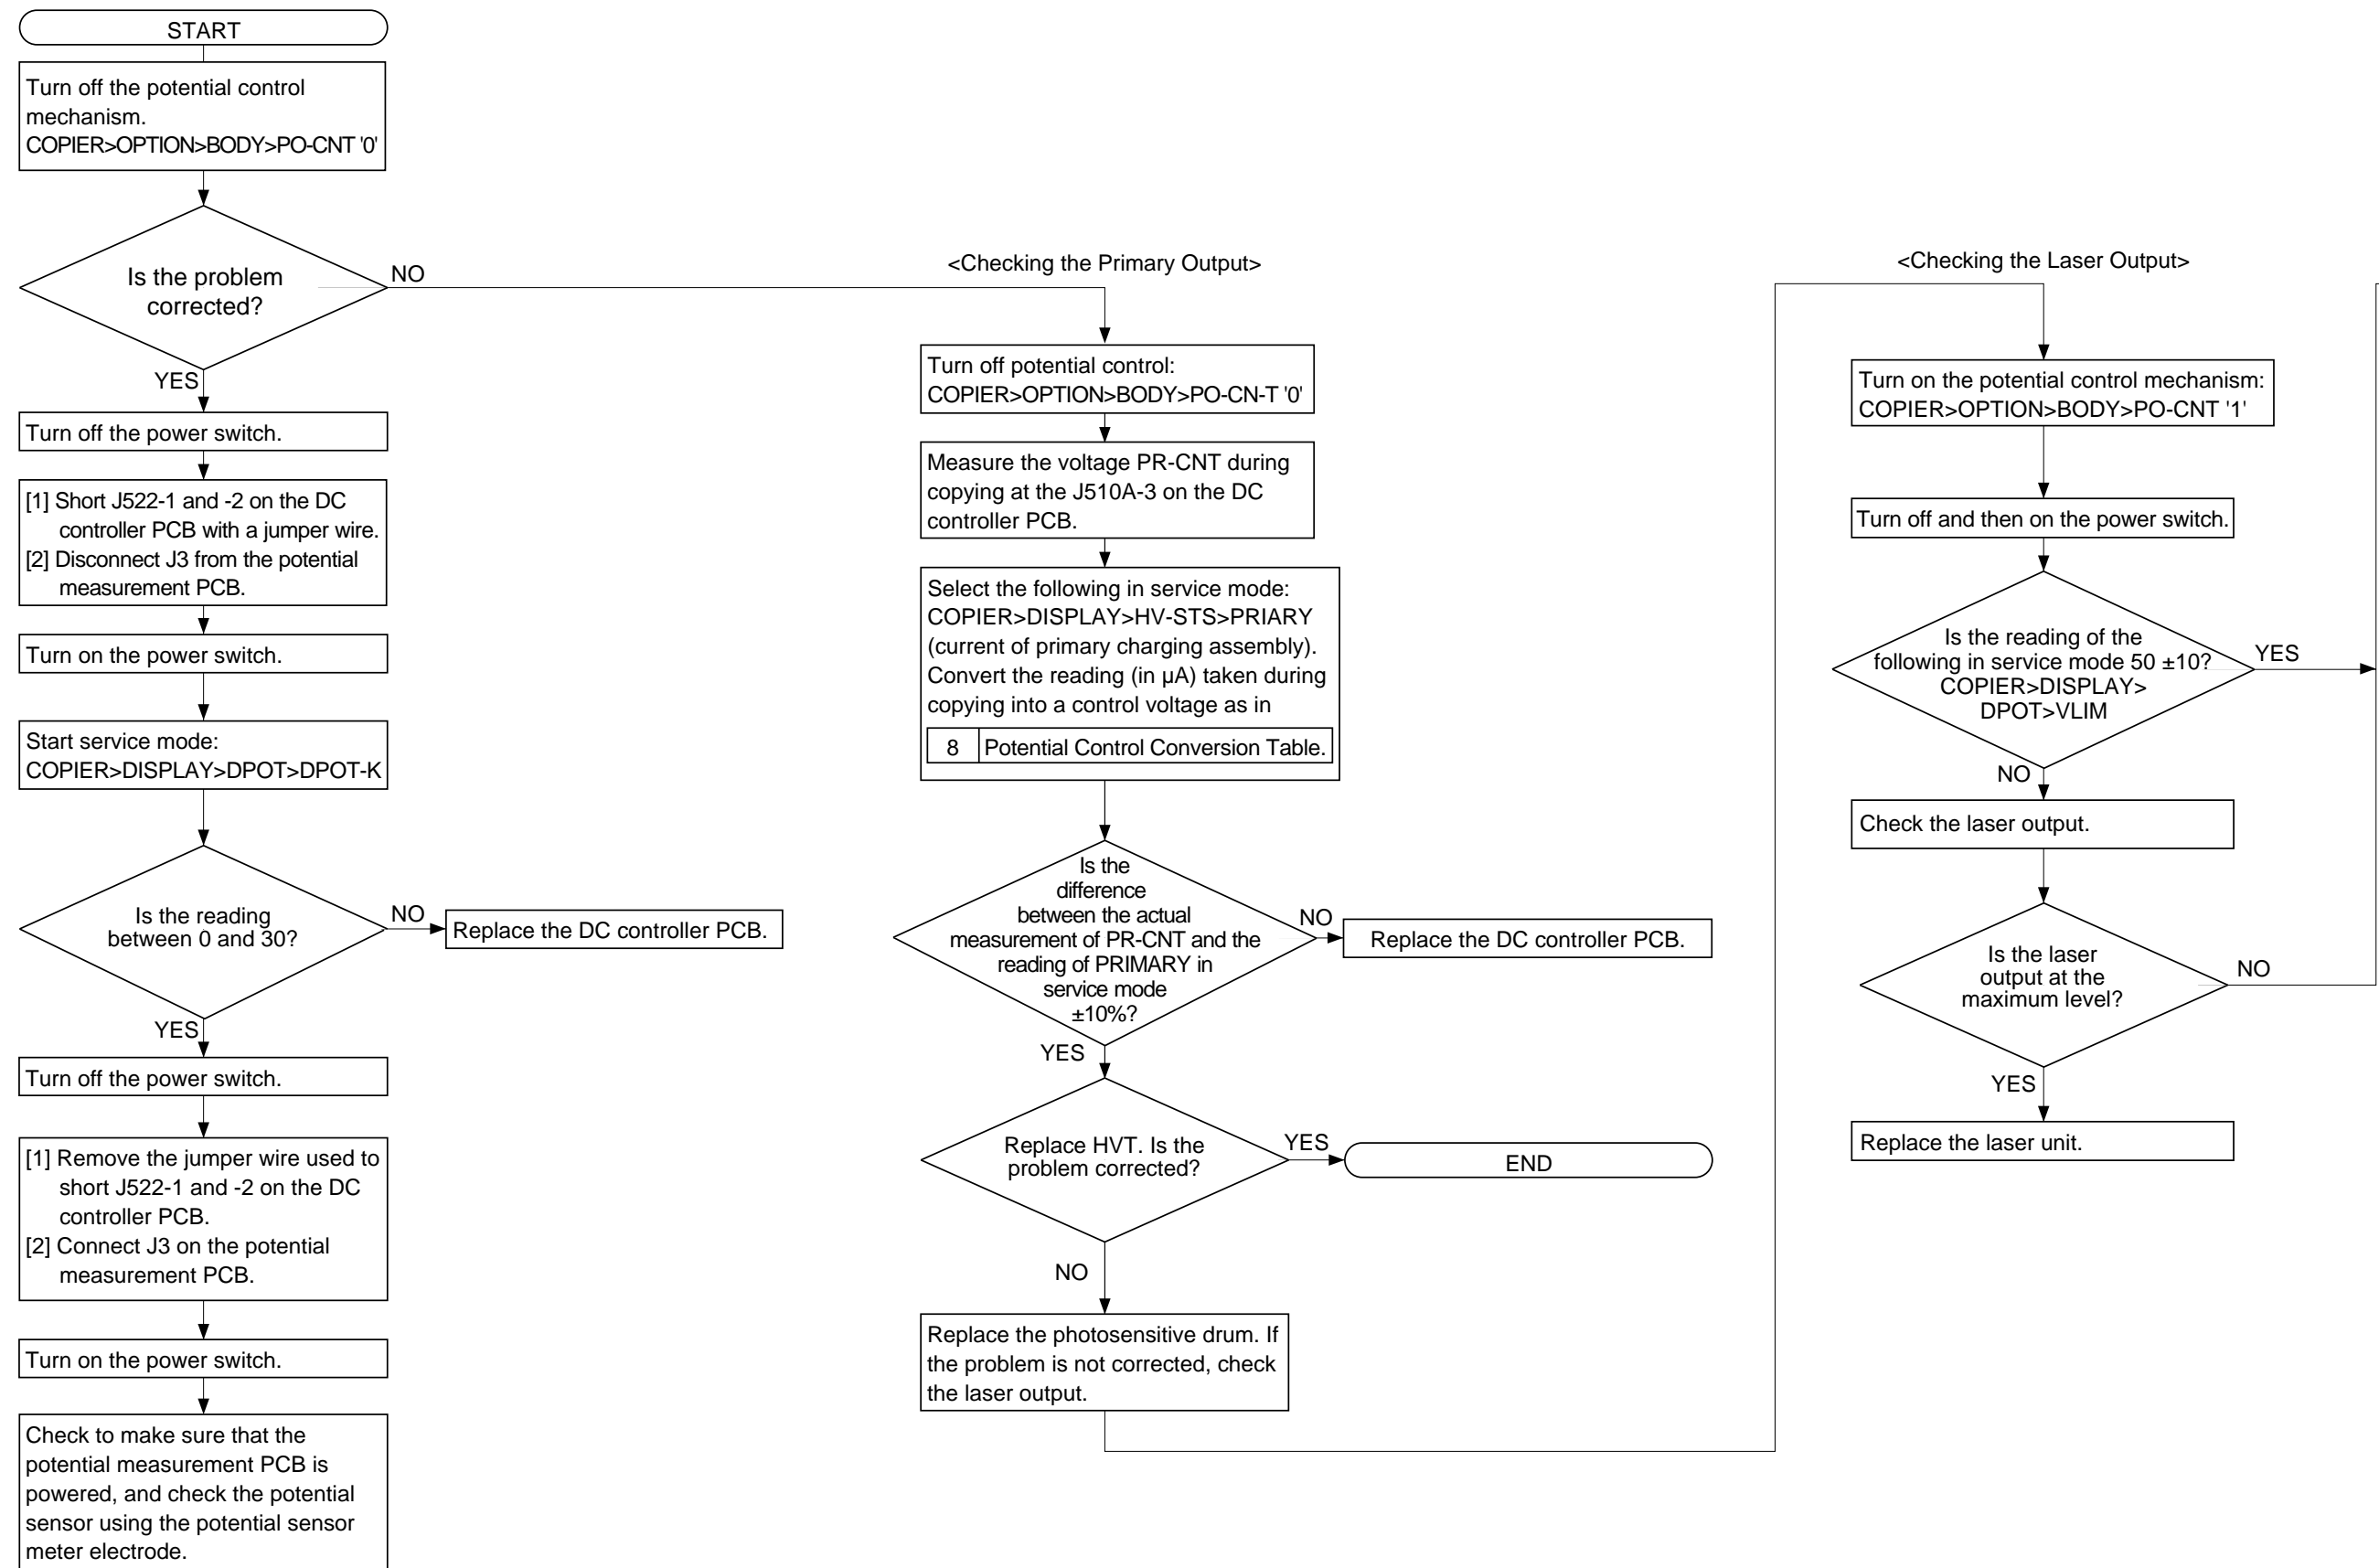 START
Turn off the potential control
mechanism.
COPIER>OPTION>BODY>PO-CNT '0'
Is the problem
corrected?
NO
YES
Turn off the power switch.
[1] Short J522-1 and -2 on the DC
controller PCB with a jumper wire.
[2] Disconnect J3 from the potential
measurement PCB.
Turn on the power switch.
Start service mode:
COPIER>DISPLAY>DPOT>DPOT-K
Is the reading
between 0 and 30?
NO
Replace the DC controller PCB.
YES
Turn off the power switch.
[1] Remove the jumper wire used to
short J522-1 and -2 on the DC
controller PCB.
[2] Connect J3 on the potential
measurement PCB.
Turn on the power switch.
Check to make sure that the
potential measurement PCB is
powered, and check the potential
sensor using the potential sensor
meter electrode.
<Checking the Primary Output>
Turn off potential control:
COPIER>OPTION>BODY>PO-CN-T '0'
Measure the voltage PR-CNT during
copying at the J510A-3 on the DC
controller PCB.
Select the following in service mode:
COPIER>DISPLAY>HV-STS>PRIARY
(current of primary charging assembly).
Convert the reading (in µA) taken during
copying into a control voltage as in
8 Potential Control Conversion Table.
Is the
difference
between the actual
measurement of PR-CNT and the
reading of PRIMARY in
service mode
±10%?
NO
Replace the DC controller PCB.
YES
Replace HVT. Is the
problem corrected?
YES
END
NO
Replace the photosensitive drum. If
the problem is not corrected, check
the laser output.
<Checking the Laser Output>
Turn on the potential control mechanism:
COPIER>OPTION>BODY>PO-CNT '1'
Turn off and then on the power switch.
Is the reading of the
following in service mode 50 ±10?
COPIER>DISPLAY>
DPOT>VLIM
YES
NO
Check the laser output.
Is the laser
output at the
maximum level?
NO
YES
Replace the laser unit.